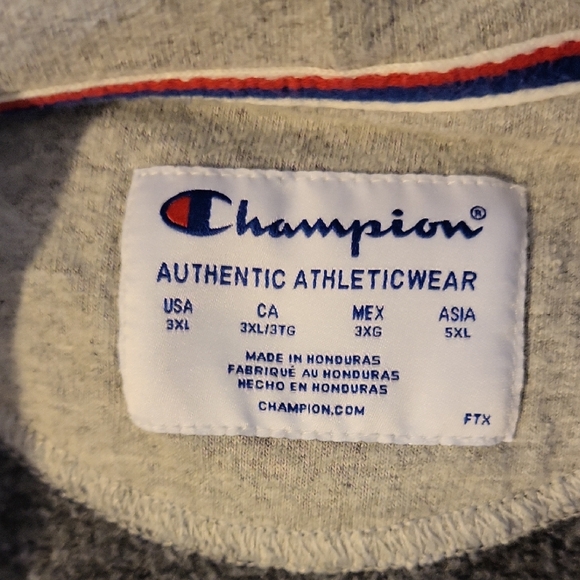 Champion®
AUTHENTIC ATHLETICWEAR
USA CA MEX ASIA
3XL 3XL/3TG 3XG 5XL
MADE IN HONDURAS
FABRIQUÉ AU HONDURAS
HECHO EN HONDURAS
CHAMPION.COM
FTX